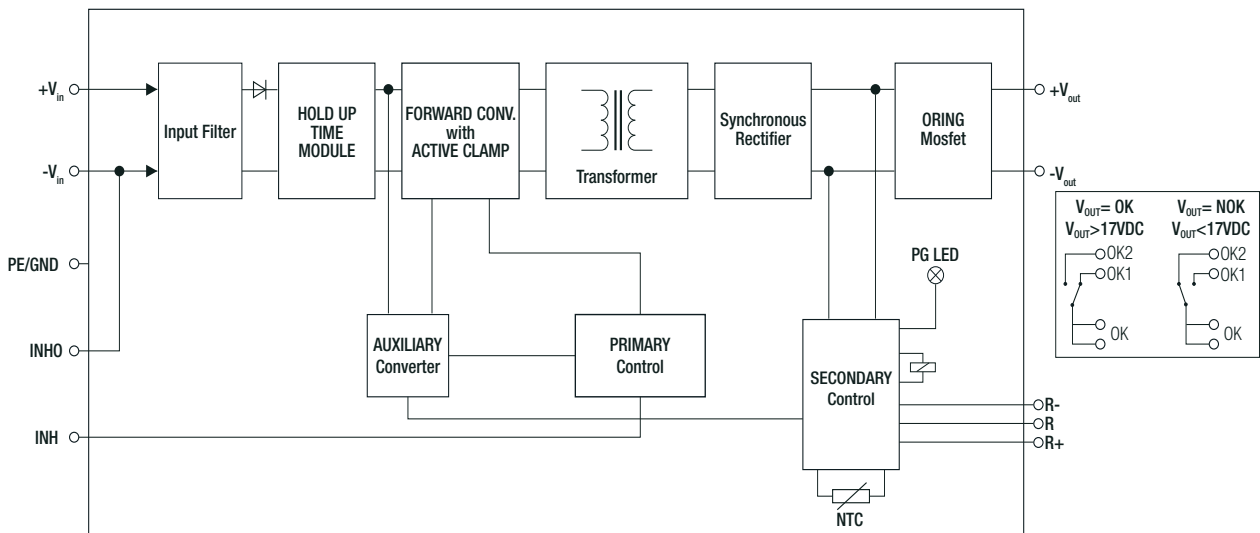 +Vin
-Vin
PE/GND
INHO
INH
Input Filter
HOLD UP
TIME
MODULE
FORWARD CONV.
with
ACTIVE CLAMP
Transformer
Synchronous
Rectifier
ORING
Mosfet
+Vout
-Vout
VOUT= OK
VOUT>17VDC
OK2
OK1
OK
VOUT= NOK
VOUT<17VDC
OK2
OK1
OK
PG LED
AUXILIARY
Converter
PRIMARY
Control
SECONDARY
Control
R-
R
R+
NTC